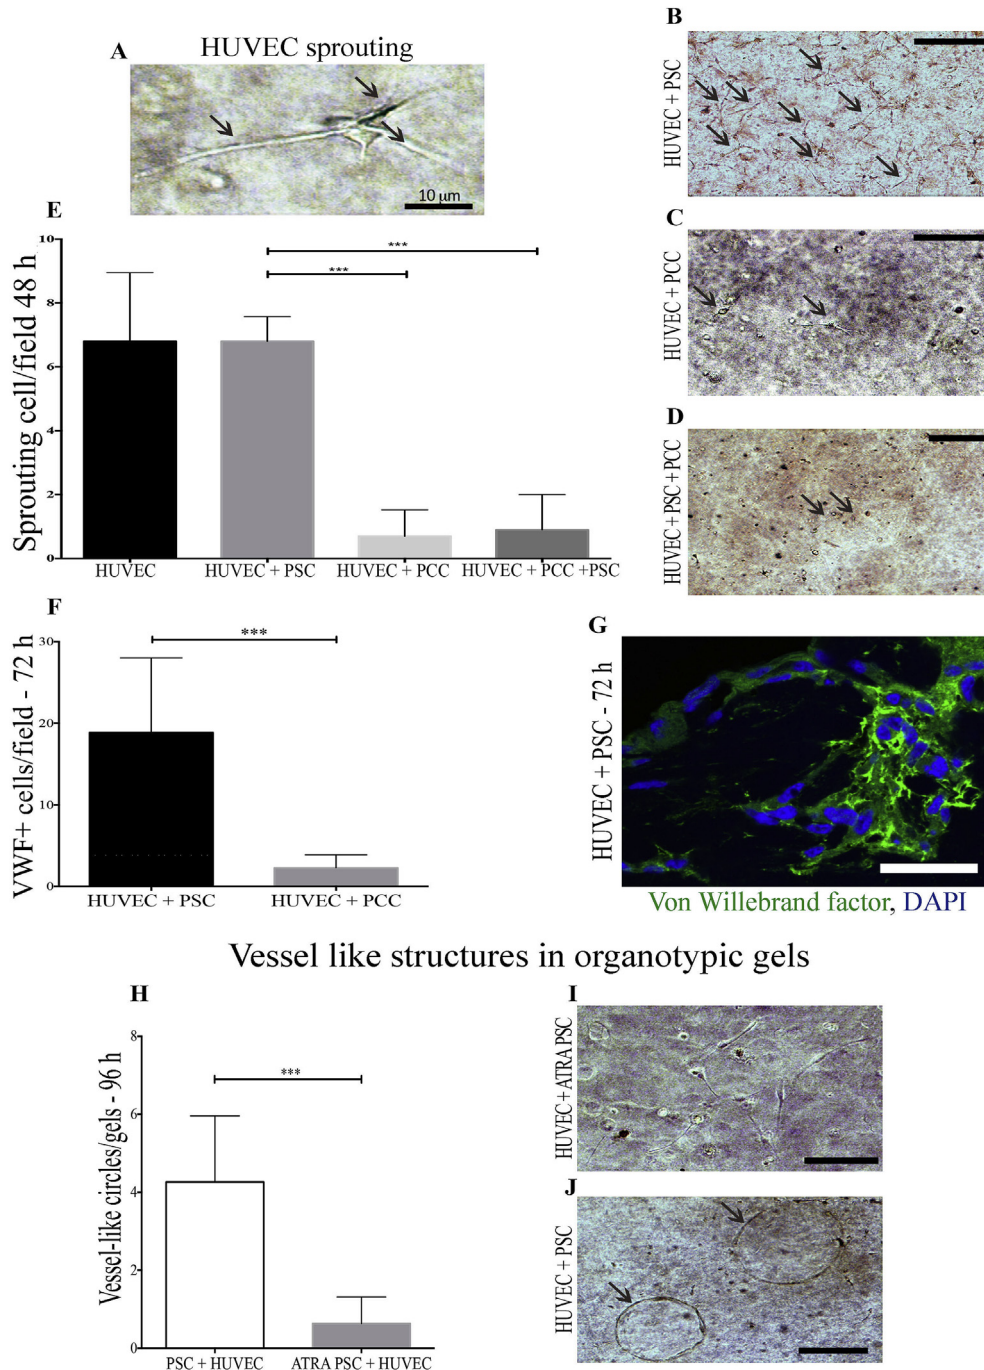 A
HUVEC sprouting
10 µm
B
HUVEC + PSC
C
HUVEC + PCC
D
HUVEC + PSC + PCC
E
Sprouting cell/field 48 h
10
8
6
4
2
0
***
***
HUVEC
HUVEC + PSC
HUVEC + PCC
HUVEC + PCC +PSC
F
VWF+ cells/field - 72 h
30
20
10
0
***
HUVEC + PSC
HUVEC + PCC
G
HUVEC + PSC - 72 h
Von Willebrand factor, DAPI
Vessel like structures in organotypic gels
H
Vessel-like circles/gels - 96 h
8
6
4
2
0
***
PSC + HUVEC
ATRA PSC + HUVEC
I
HUVEC + ATRA PSC
J
HUVEC + PSC